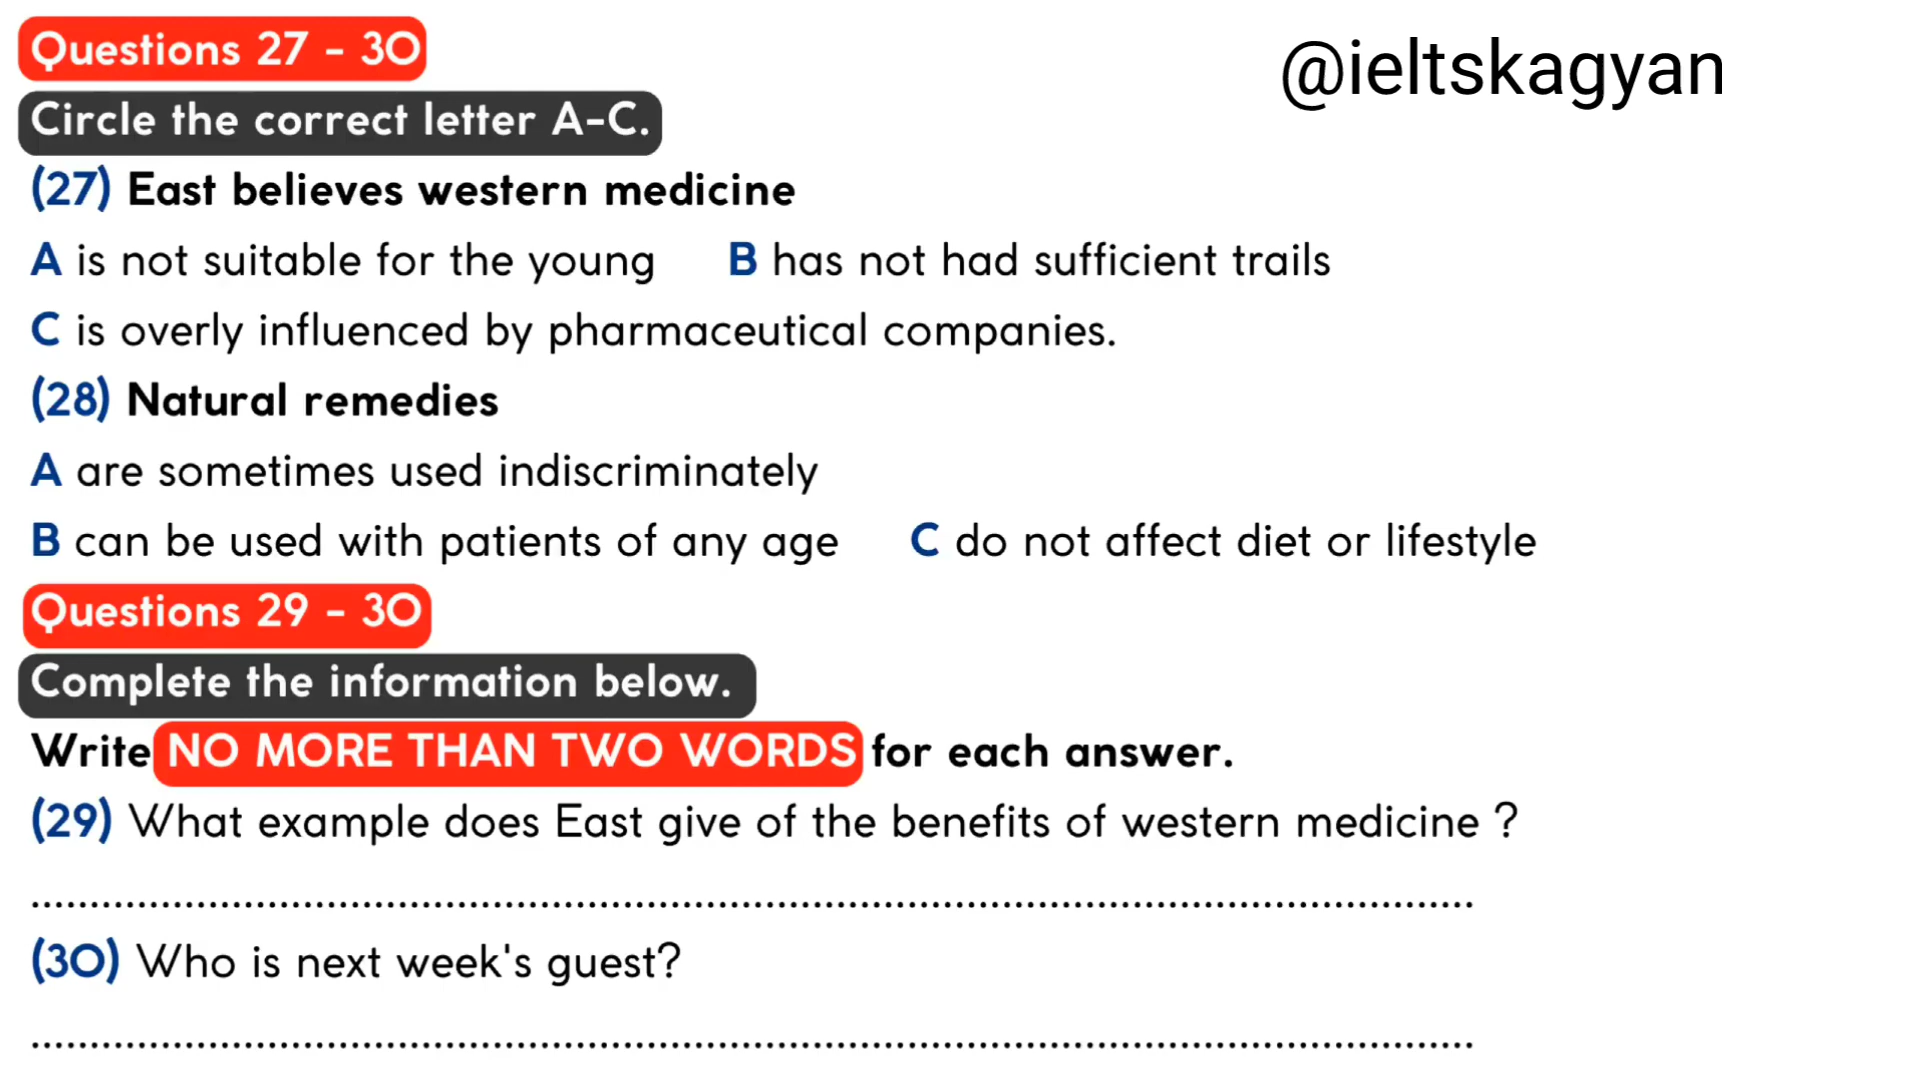 Questions 27 - 30
@ieltskagyan
Circle the correct letter A-C.
(27) East believes western medicine
A is not suitable for the young B has not had sufficient trails
C is overly influenced by pharmaceutical companies.
(28) Natural remedies
A are sometimes used indiscriminately
B can be used with patients of any age C do not affect diet or lifestyle
Questions 29 - 30
Complete the information below.
Write NO MORE THAN TWO WORDS for each answer.
(29) What example does East give of the benefits of western medicine ?
..........................................................................................................................
(30) Who is next week's guest?
..........................................................................................................................